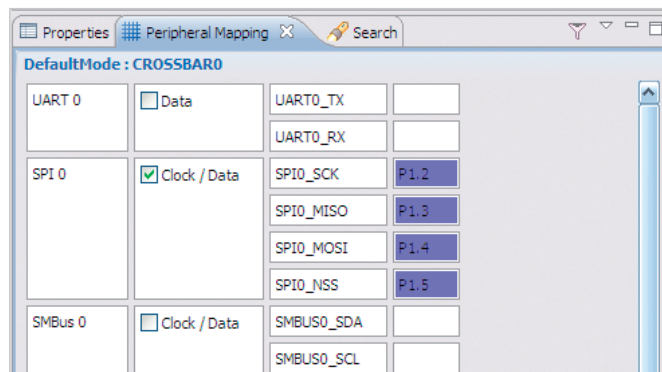 Properties Peripheral Mapping Search
DefaultMode : CROSSBAR0
UART 0 Data UART0_TX
UART0_RX
SPI 0 Clock / Data SPI0_SCK P1.2
SPI0_MISO P1.3
SPI0_MOSI P1.4
SPI0_NSS P1.5
SMBus 0 Clock / Data SMBUS0_SDA
SMBUS0_SCL